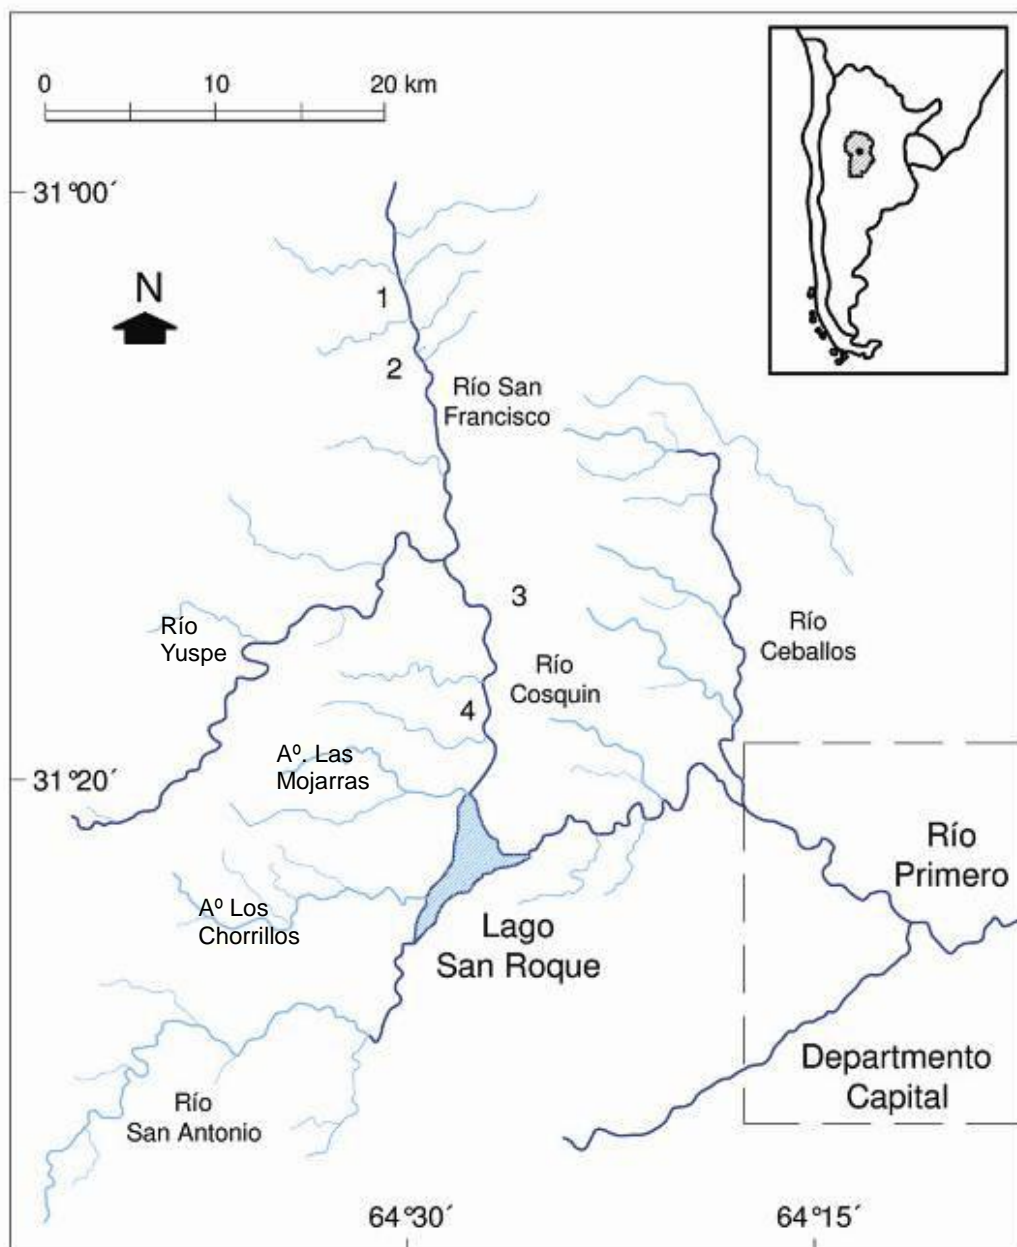 0
10
20 km
31°00´
N
1
2
Río San
Francisco
3
Río
Yuspe
Río
Ceballos
Río
Cosquin
4
Aº. Las
Mojarras
31°20´
Río
Primero
Aº Los
Chorrillos
Lago
San Roque
Departmento
Capital
Río
San Antonio
64°30´
64°15´